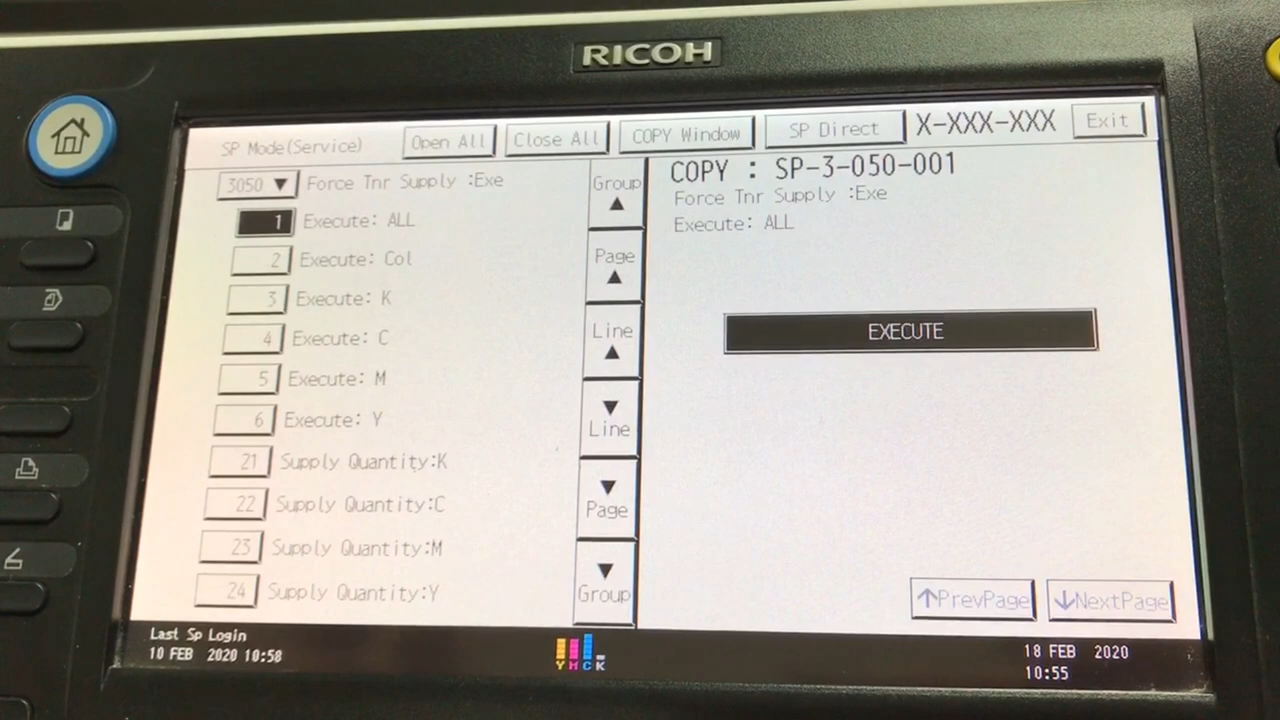 RICOH
SP Mode(Service) Open All Close All COPY Window SP Direct X-XXX-XXX Exit
3050 ▼ Force Tnr Supply :Exe
1 Execute: ALL
2 Execute: Col
3 Execute: K
4 Execute: C
5 Execute: M
6 Execute: Y
21 Supply Quantity:K
22 Supply Quantity:C
23 Supply Quantity:M
24 Supply Quantity:Y
Group
▲
Page
▲
Line
▲
▼
Line
▼
Page
▼
Group
COPY : SP-3-050-001
Force Tnr Supply :Exe
Execute: ALL
EXECUTE
↑PrevPage ↓NextPage
Last Sp Login
10 FEB 2020 10:58
Y M C K
18 FEB 2020
10:55